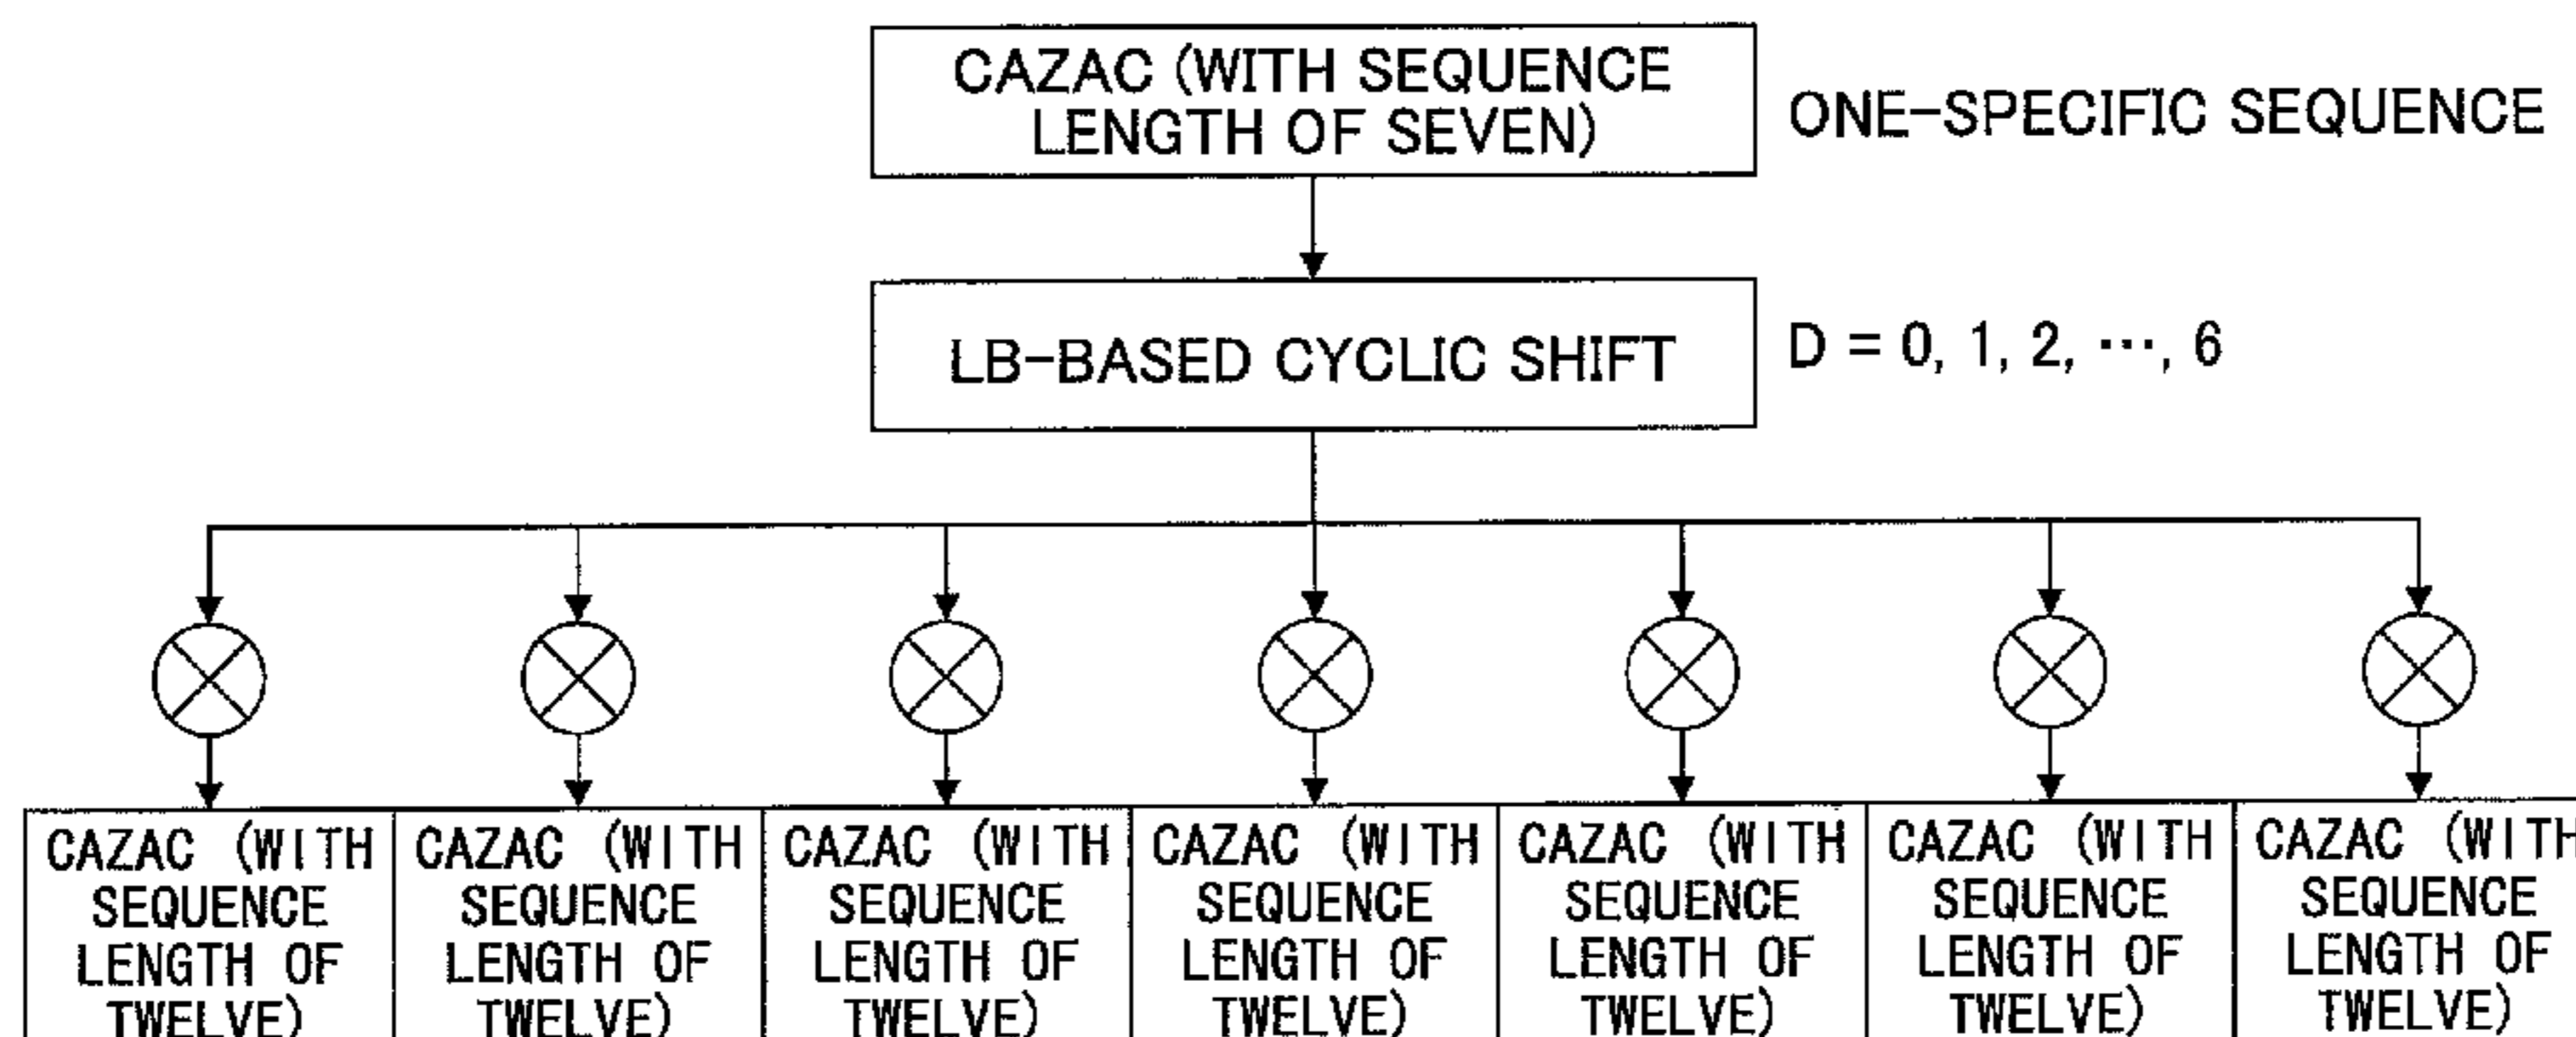 CAZAC (WITH SEQUENCE
LENGTH OF SEVEN)
ONE-SPECIFIC SEQUENCE
LB-BASED CYCLIC SHIFT
D = 0, 1, 2, ···, 6
CAZAC (WITH
SEQUENCE
LENGTH OF
TWELVE)
CAZAC (WITH
SEQUENCE
LENGTH OF
TWELVE)
CAZAC (WITH
SEQUENCE
LENGTH OF
TWELVE)
CAZAC (WITH
SEQUENCE
LENGTH OF
TWELVE)
CAZAC (WITH
SEQUENCE
LENGTH OF
TWELVE)
CAZAC (WITH
SEQUENCE
LENGTH OF
TWELVE)
CAZAC (WITH
SEQUENCE
LENGTH OF
TWELVE)